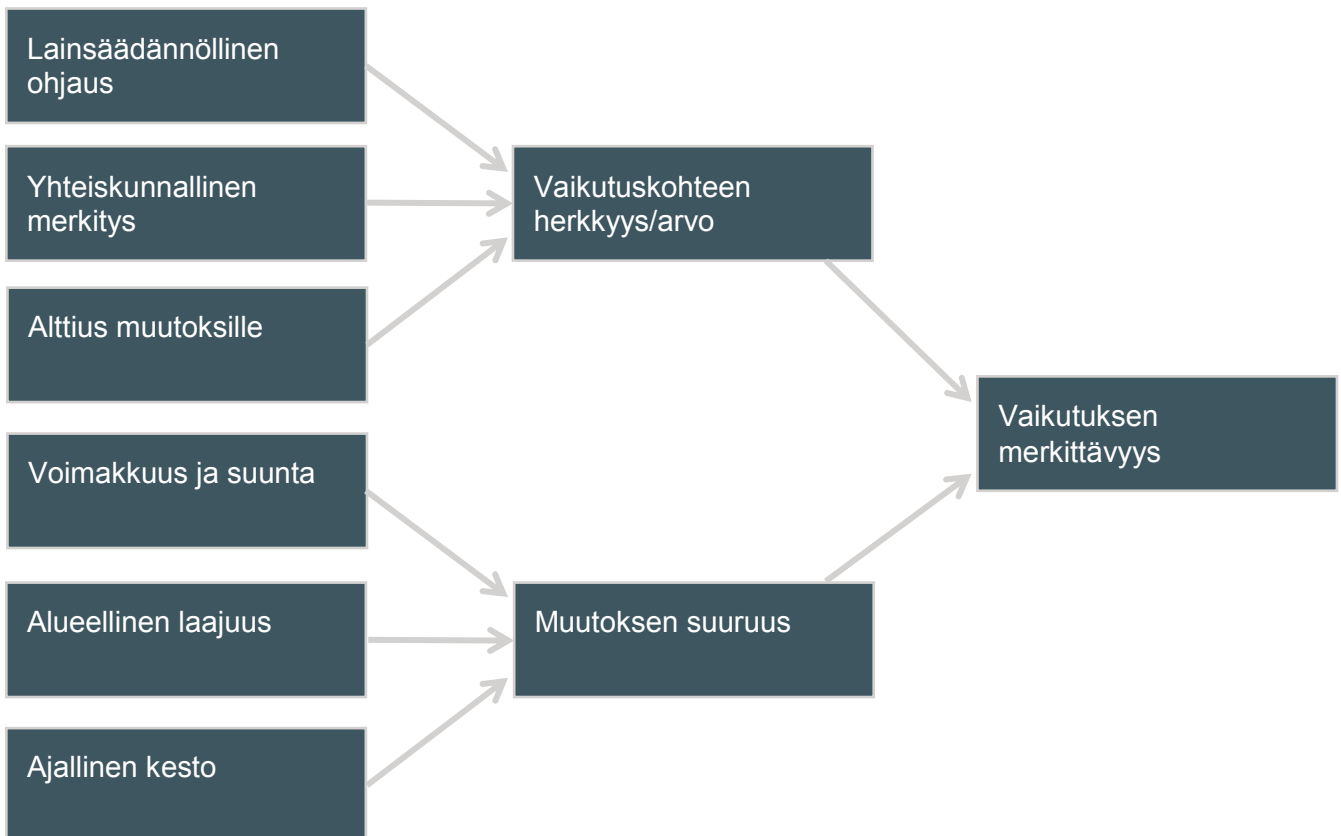 Lainsäädännöllinen
ohjaus
Yhteiskunnallinen
merkitys
Alttius muutoksille
Voimakkuus ja suunta
Alueellinen laajuus
Ajallinen kesto
Vaikutuskohteen
herkkyys/arvo
Muutoksen suuruus
Vaikutuksen
merkittävyys